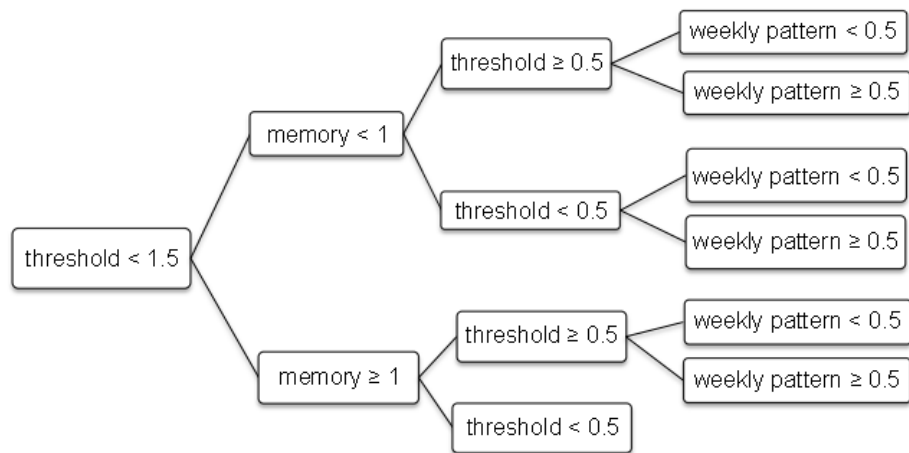 weekly pattern < 0.5
threshold ≥ 0.5
weekly pattern ≥ 0.5
memory < 1
weekly pattern < 0.5
threshold < 0.5
weekly pattern ≥ 0.5
threshold < 1.5
weekly pattern < 0.5
threshold ≥ 0.5
memory ≥ 1
weekly pattern ≥ 0.5
threshold < 0.5